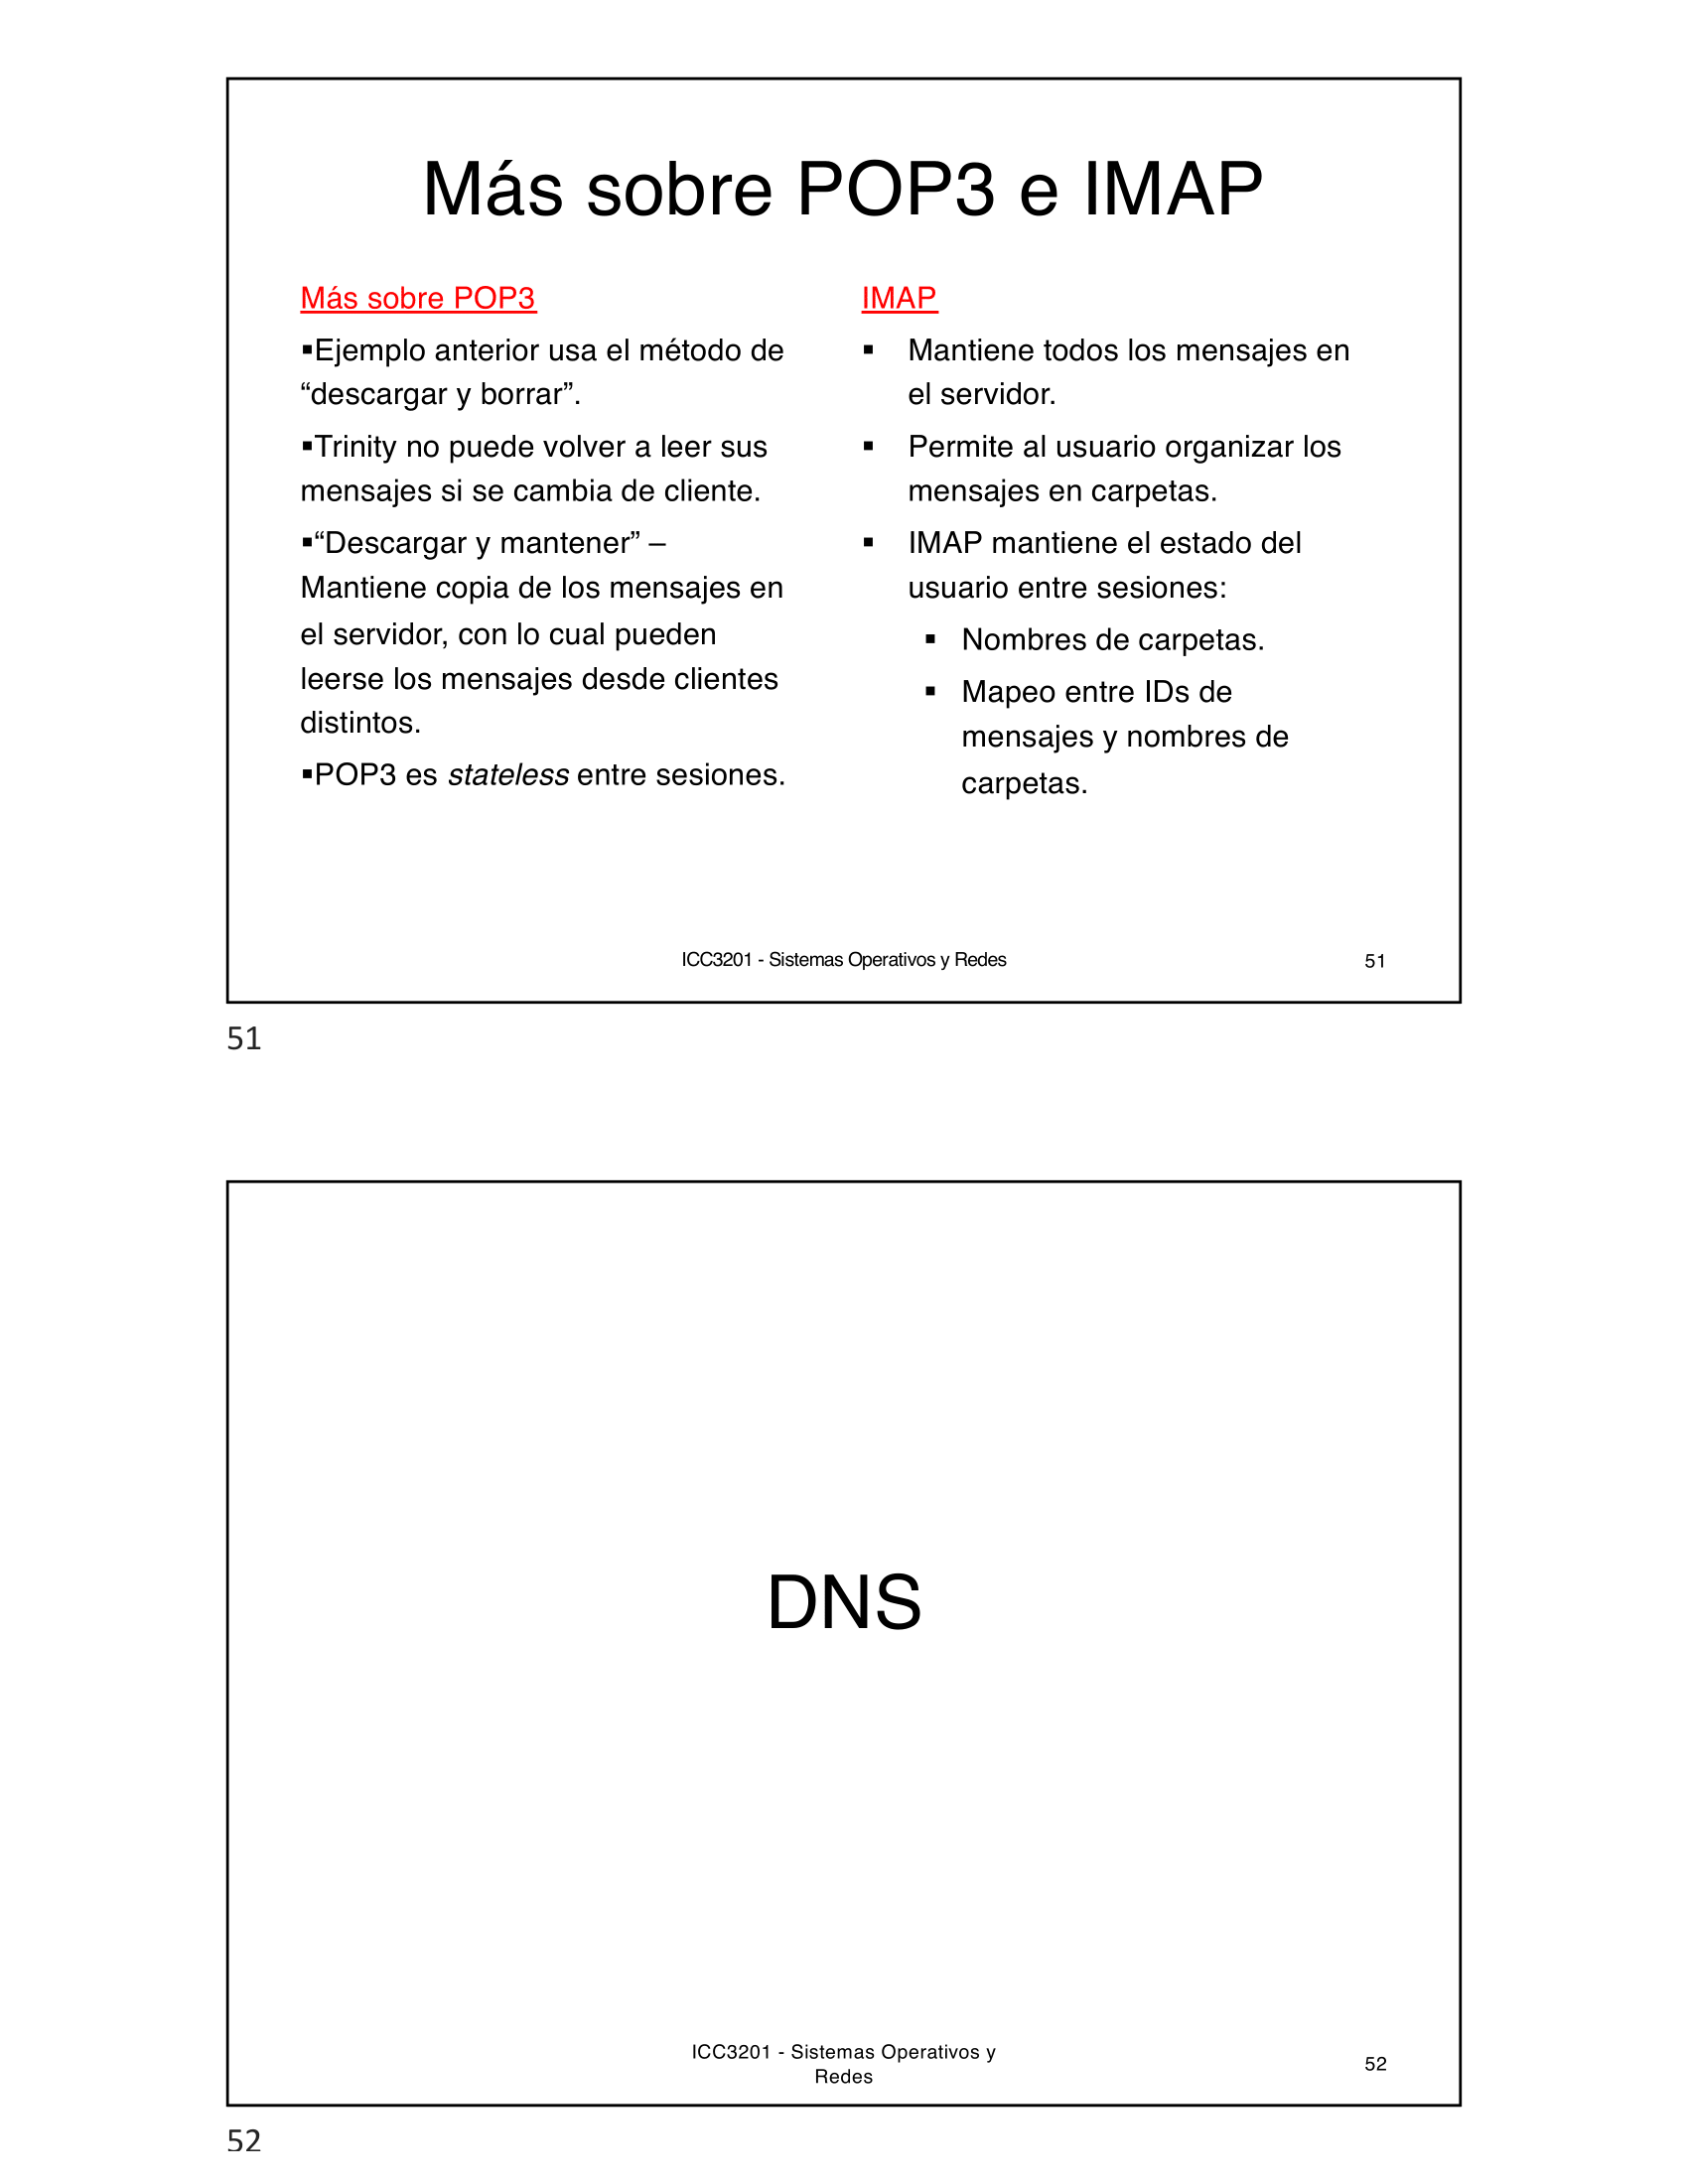 Más sobre POP3 e IMAP
Más sobre POP3
▪Ejemplo anterior usa el método de
“descargar y borrar”.
▪Trinity no puede volver a leer sus
mensajes si se cambia de cliente.
▪“Descargar y mantener” –
Mantiene copia de los mensajes en
el servidor, con lo cual pueden
leerse los mensajes desde clientes
distintos.
▪POP3 es stateless entre sesiones.
IMAP
▪ Mantiene todos los mensajes en
el servidor.
▪ Permite al usuario organizar los
mensajes en carpetas.
▪ IMAP mantiene el estado del
usuario entre sesiones:
▪ Nombres de carpetas.
▪ Mapeo entre IDs de
mensajes y nombres de
carpetas.
ICC3201 - Sistemas Operativos y Redes
51
51
DNS
ICC3201 - Sistemas Operativos y
Redes
52
52